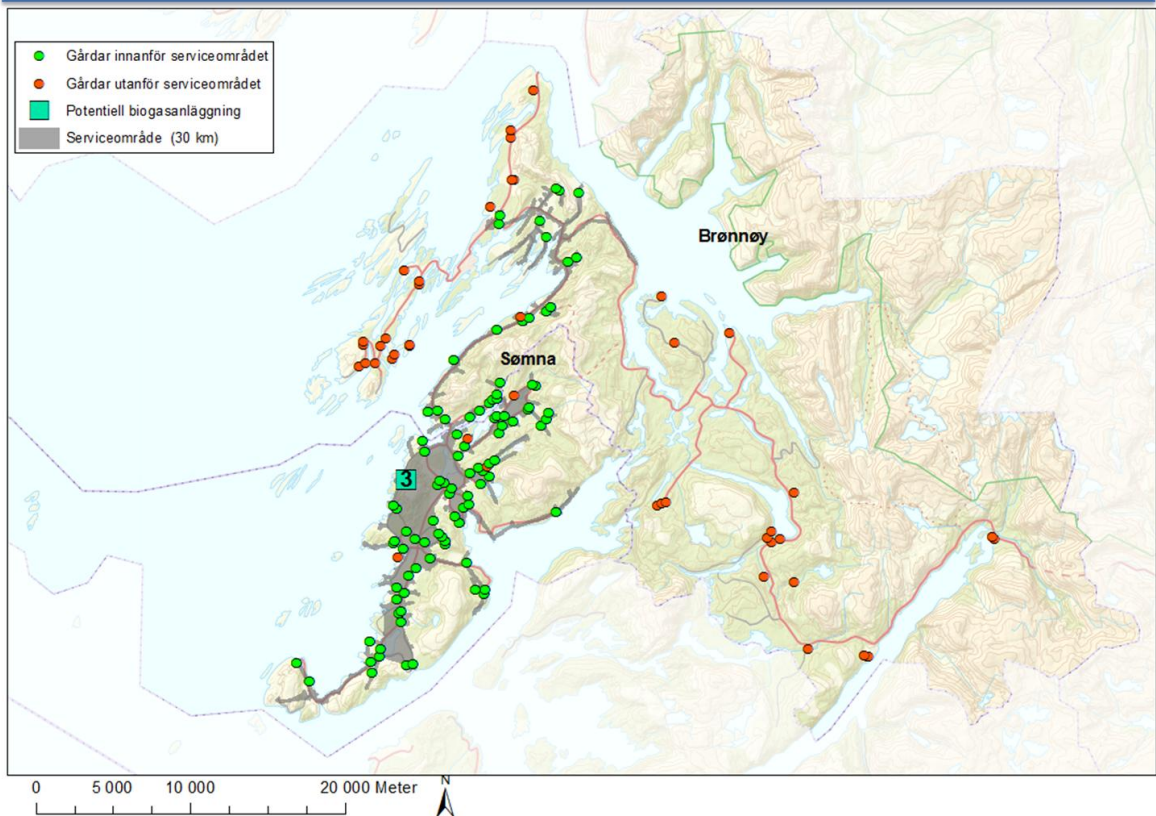 Gårdar innanför serviceområdet
Gårdar utanför serviceområdet
Potentiell biogasanläggning
Serviceområde (30 km)
Brønnøy
Sømna
3
0 5 000 10 000 20 000 Meter
N